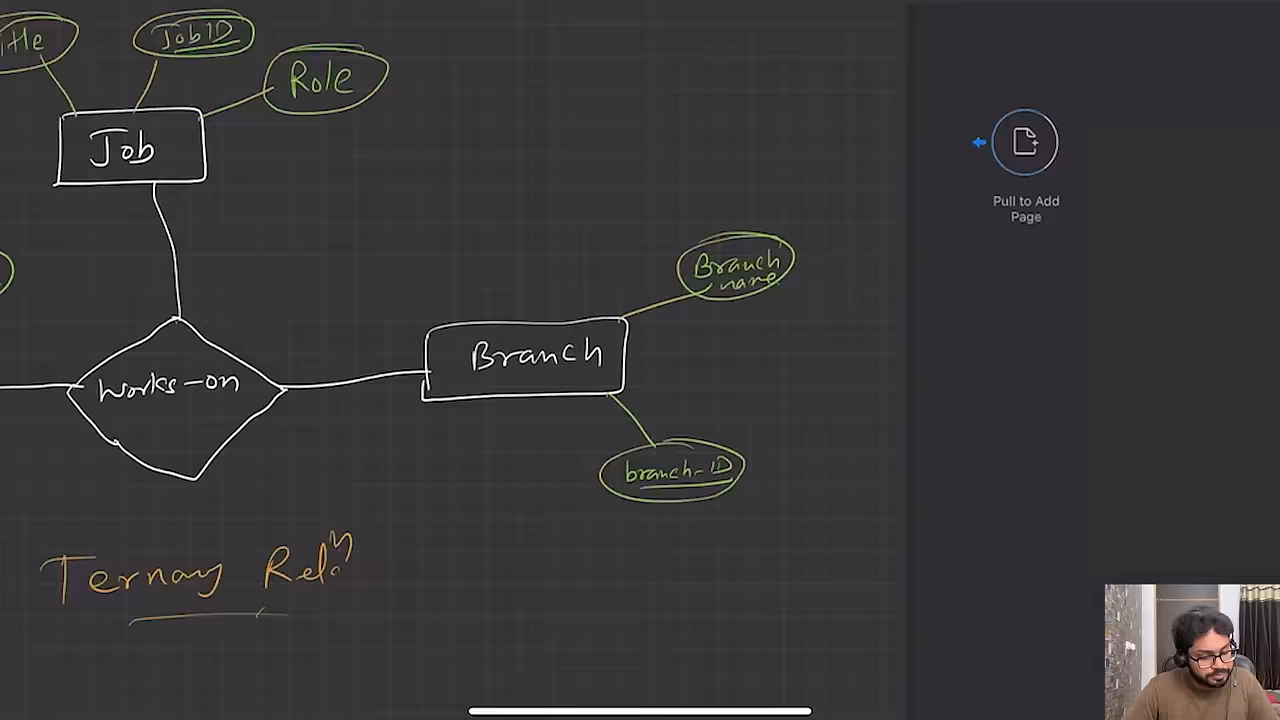 itle
JobID
Role
Job
Pull to Add
Page
Branch
name
Branch
Works-on
branch-ID
Ternary Relⁿ